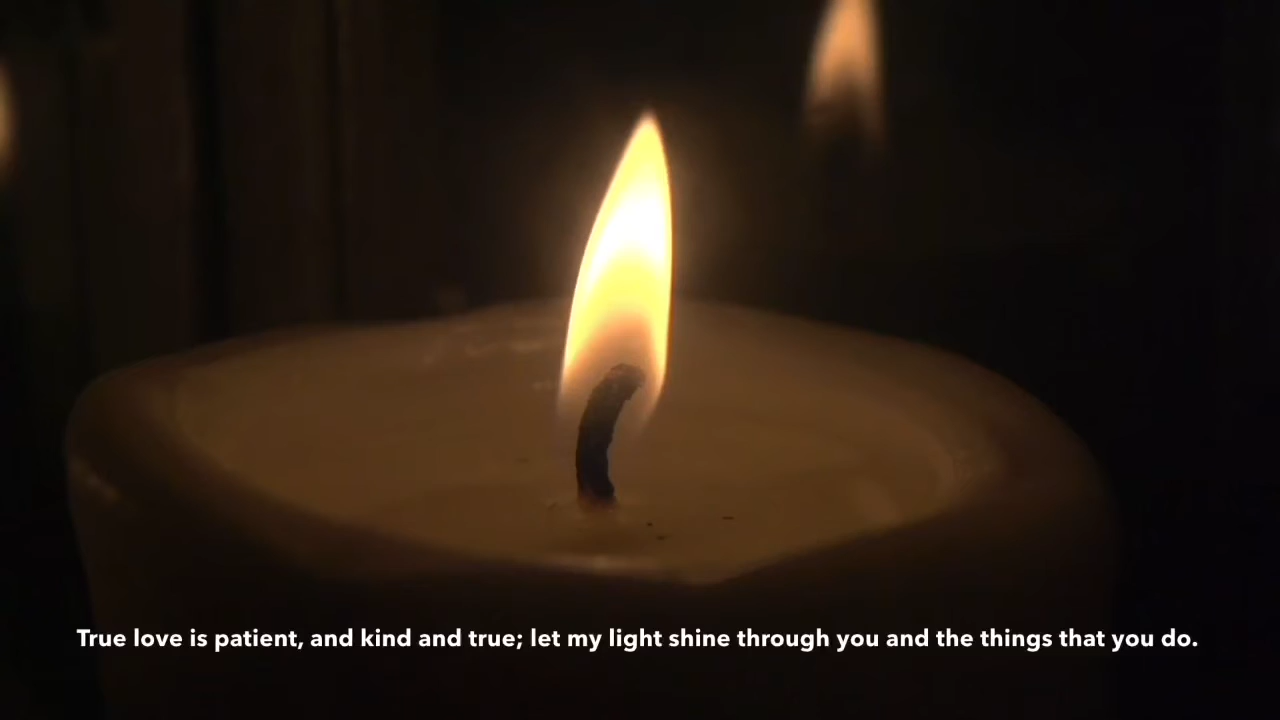 True love is patient, and kind and true; let my light shine through you and the things that you do.